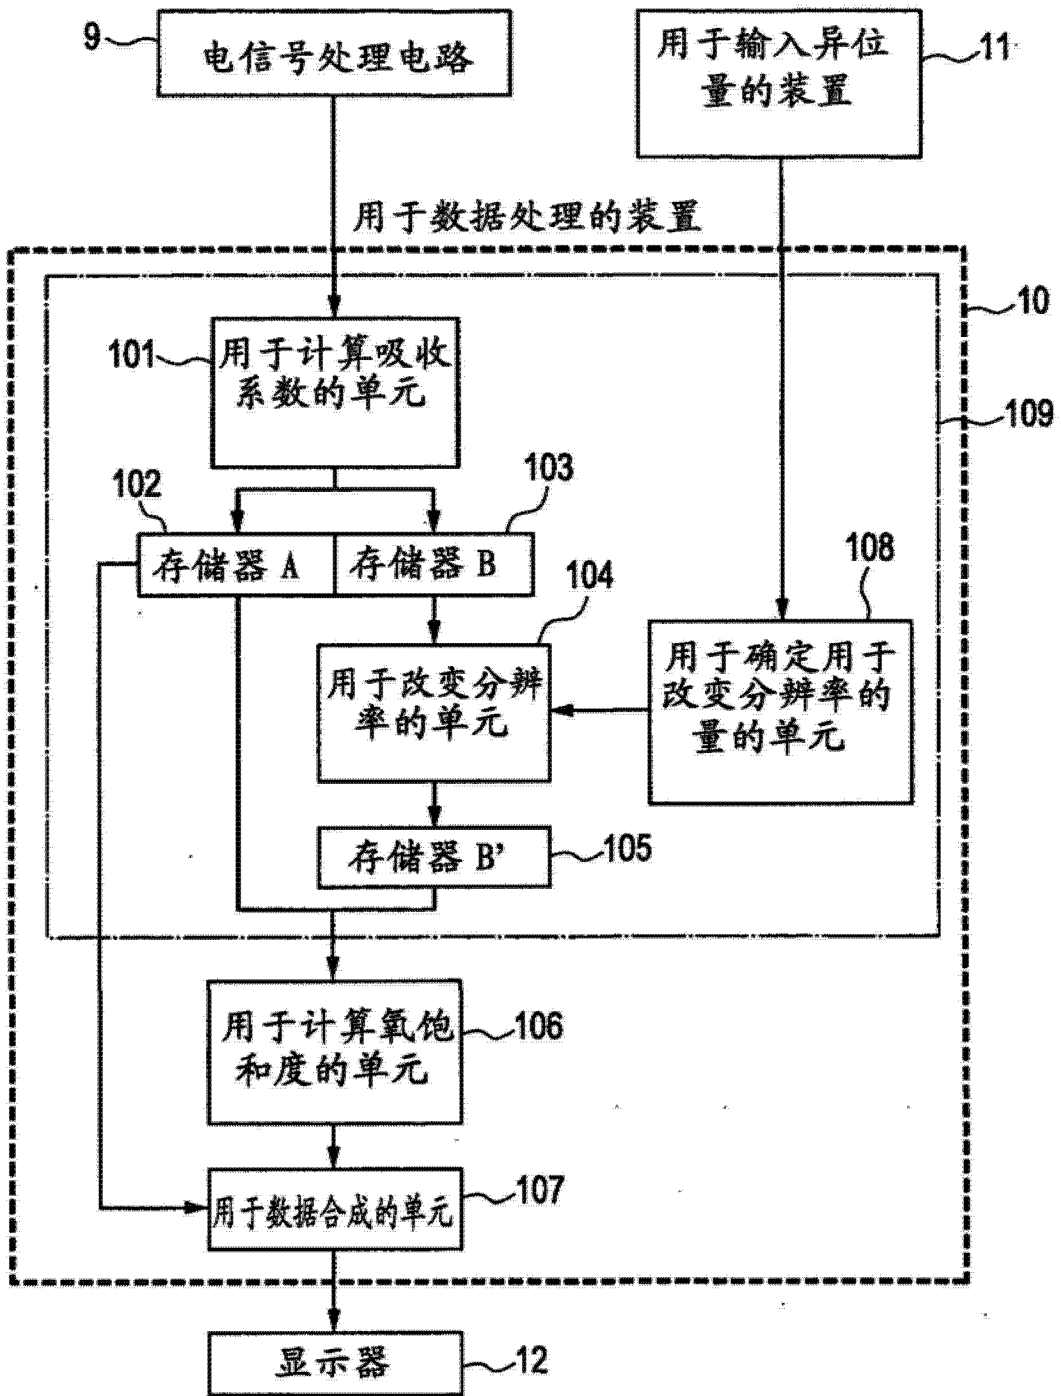 9
电信号处理电路
用于输入异位
量的装置
11
用于数据处理的装置
10
101
用于计算吸收
系数的单元
109
102
103
存储器 A
存储器 B
104
108
用于改变分辨
率的单元
用于确定用于
改变分辨率的
量的单元
存储器 B'
105
用于计算氧饱
和度的单元
106
用于数据合成的单元
107
显示器
12